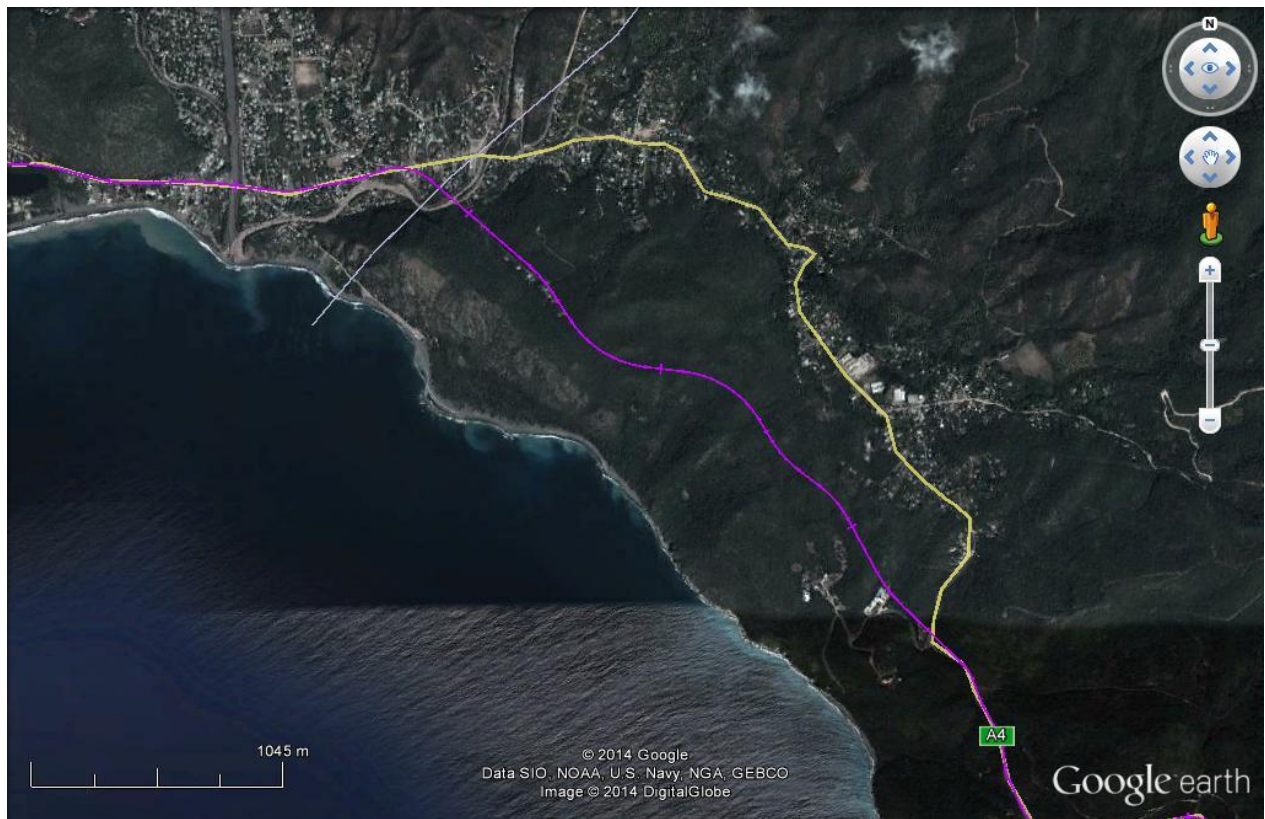 N
A4
1045 m
© 2014 Google
Data SIO, NOAA, U.S. Navy, NGA, GEBCO
Image © 2014 DigitalGlobe
Google earth